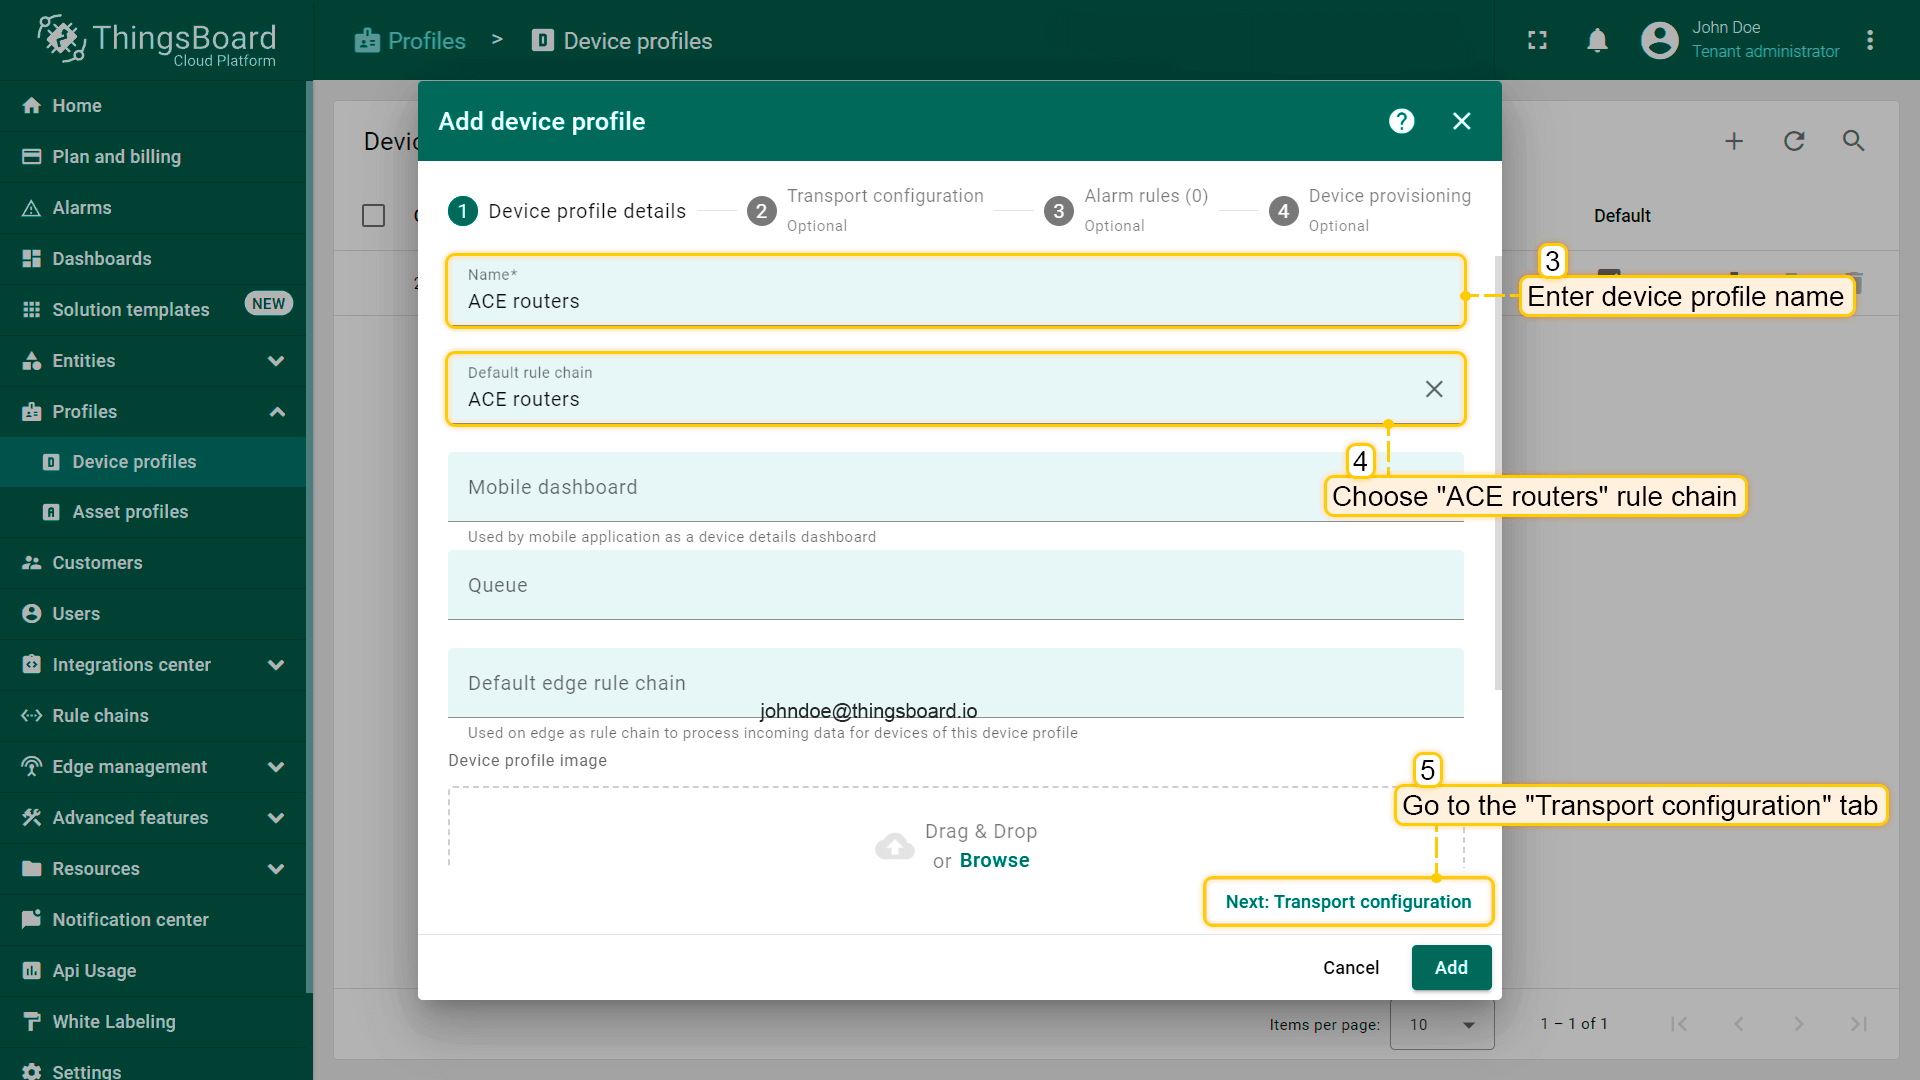 ThingsBoard
Cloud Platform
Profiles > Device profiles
John Doe
Tenant administrator
Home
Plan and billing
Alarms
Dashboards
Solution templates NEW
Entities
Profiles
Device profiles
Asset profiles
Customers
Users
Integrations center
Rule chains
Edge management
Advanced features
Resources
Notification center
Api Usage
White Labeling
Settings
Default
Add device profile
1 Device profile details
2 Transport configuration
Optional
3 Alarm rules (0)
Optional
4 Device provisioning
Optional
Name*
ACE routers
3
Enter device profile name
Default rule chain
ACE routers
4
Choose "ACE routers" rule chain
Mobile dashboard
Used by mobile application as a device details dashboard
Queue
Default edge rule chain
johndoe@thingsboard.io
Used on edge as rule chain to process incoming data for devices of this device profile
Device profile image
5
Go to the "Transport configuration" tab
Drag & Drop
or Browse
Next: Transport configuration
Cancel
Add
Items per page: 10
1 – 1 of 1